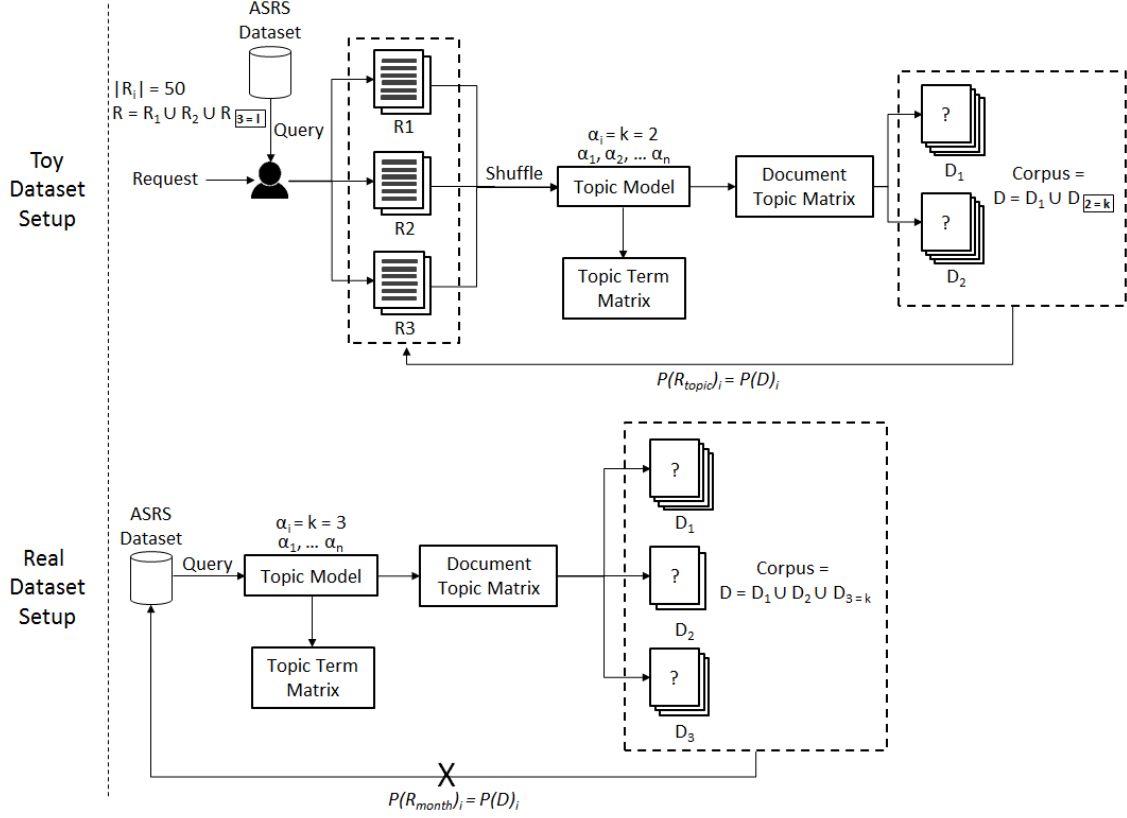 Toy
Dataset
Setup
ASRS
Dataset
|Rᵢ| = 50
R = R₁ ∪ R₂ ∪ R 3 = l
Query
Request
R1
R2
R3
Shuffle
αᵢ = k = 2
α₁, α₂, ... αₙ
Topic Model
Topic Term
Matrix
Document
Topic Matrix
?
D₁
?
D₂
Corpus =
D = D₁ ∪ D 2 = k
P(R_topic)ᵢ = P(D)ᵢ
Real
Dataset
Setup
ASRS
Dataset
Query
αᵢ = k = 3
α₁, ... αₙ
Topic Model
Topic Term
Matrix
Document
Topic Matrix
?
D₁
?
D₂
?
D₃
Corpus =
D = D₁ ∪ D₂ ∪ D₃ ₌ ₖ
X
P(R_month)ᵢ = P(D)ᵢ